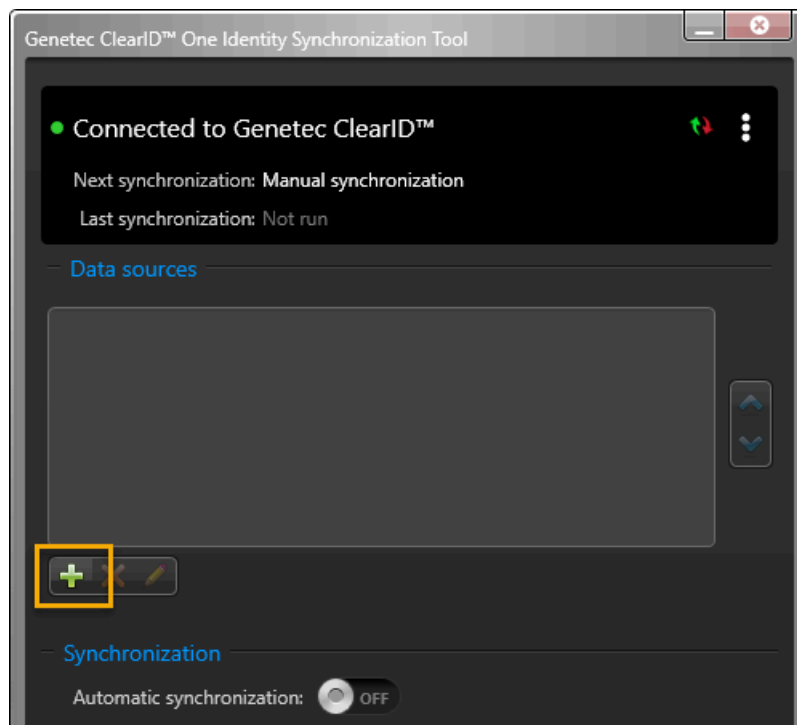 Genetec ClearID™ One Identity Synchronization Tool
Connected to Genetec ClearID™
Next synchronization: Manual synchronization
Last synchronization: Not run
Data sources
Synchronization
Automatic synchronization: OFF